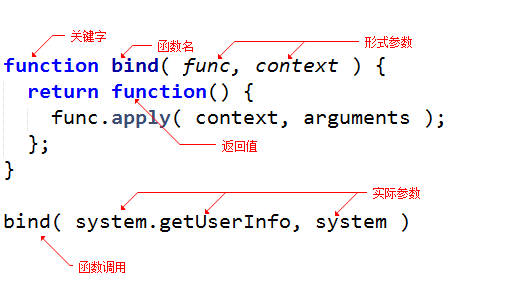 关键字
函数名
形式参数
function bind( func, context ) {
return function() {
func.apply( context, arguments );
};
返回值
}
实际参数
bind( system.getUserInfo, system )
函数调用